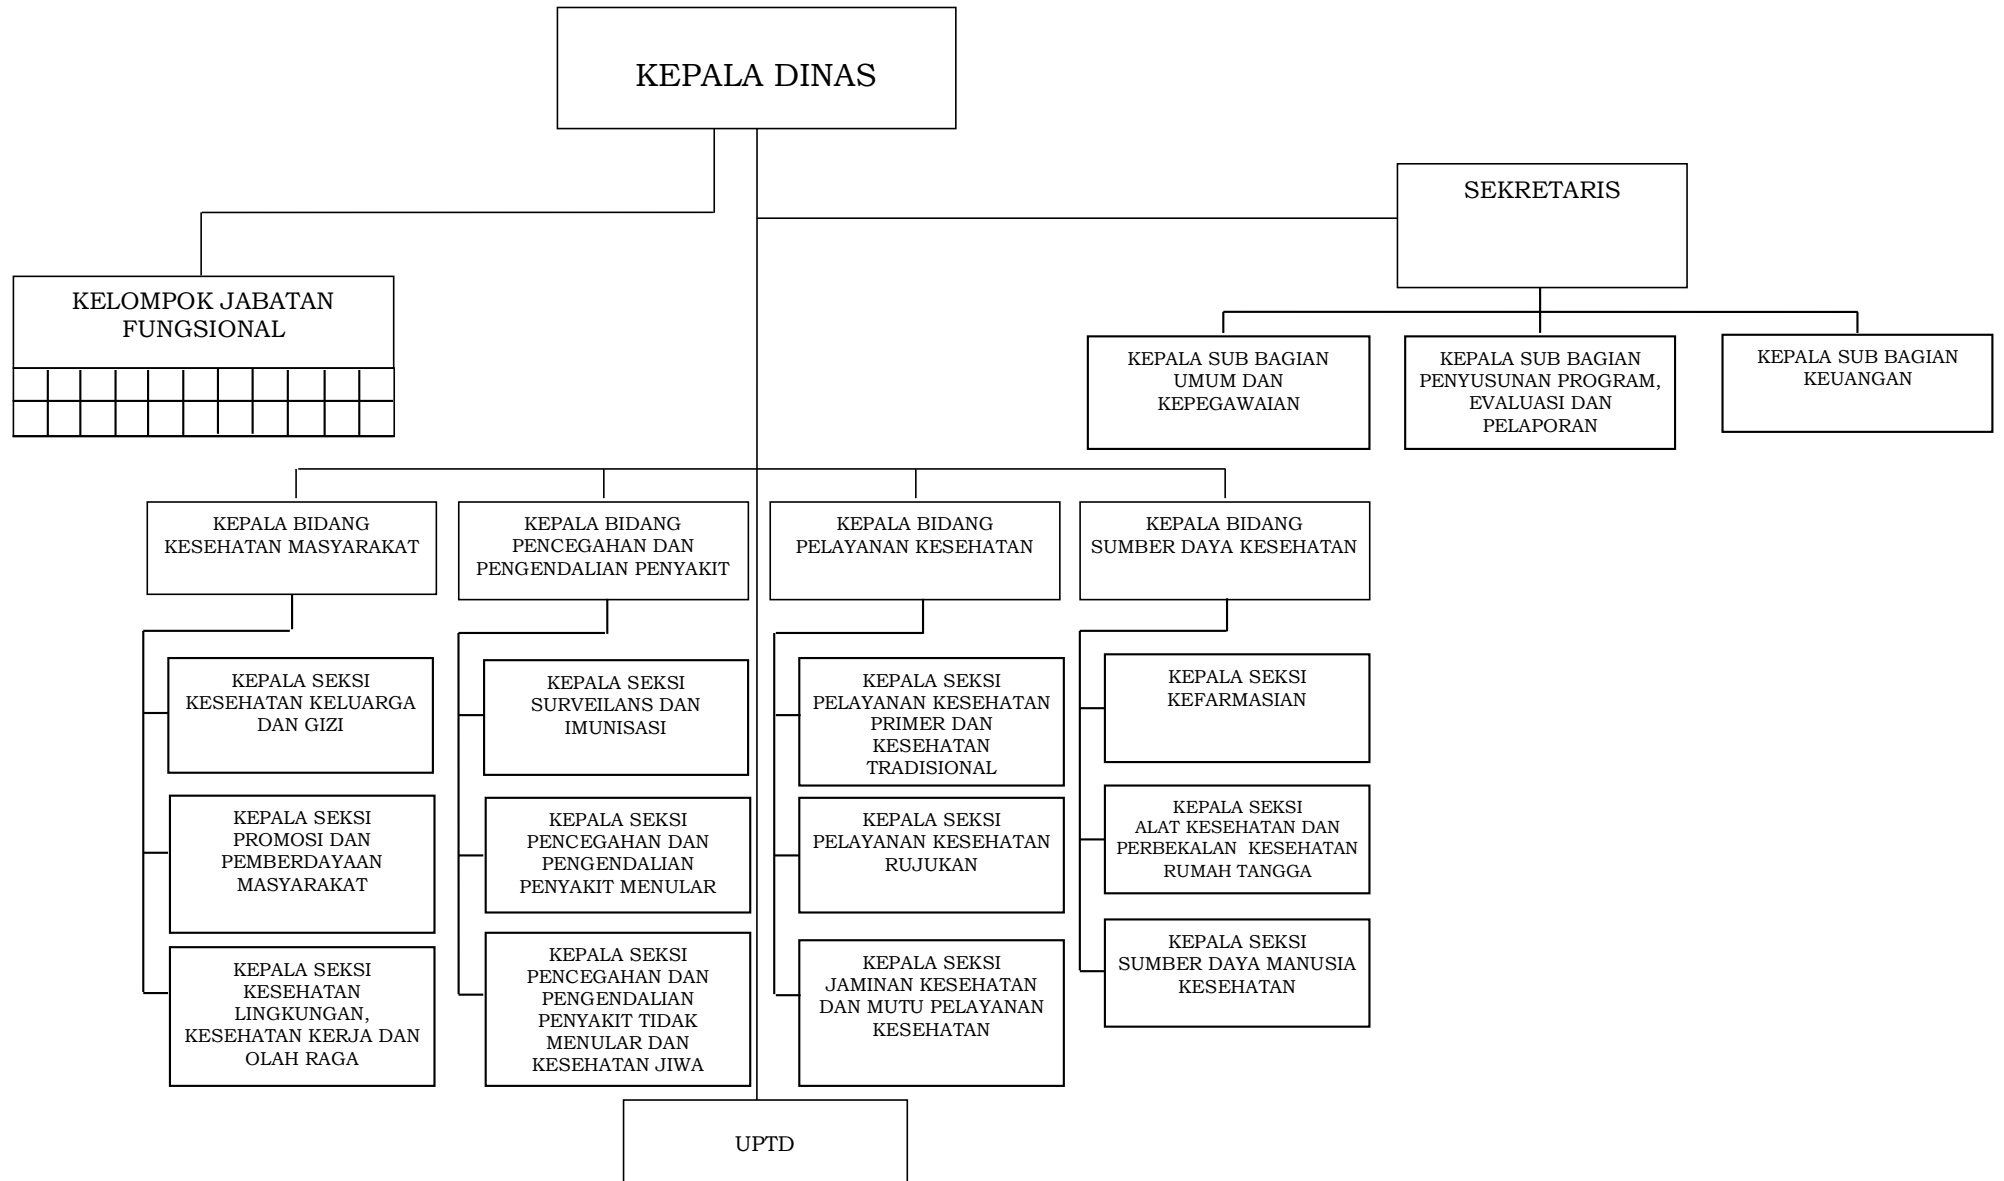 KEPALA DINAS
SEKRETARIS
KELOMPOK JABATAN
FUNGSIONAL
KEPALA SUB BAGIAN
UMUM DAN
KEPEGAWAIAN
KEPALA SUB BAGIAN
PENYUSUNAN PROGRAM,
EVALUASI DAN
PELAPORAN
KEPALA SUB BAGIAN
KEUANGAN
KEPALA BIDANG
KESEHATAN MASYARAKAT
KEPALA BIDANG
PENCEGAHAN DAN
PENGENDALIAN PENYAKIT
KEPALA BIDANG
PELAYANAN KESEHATAN
KEPALA BIDANG
SUMBER DAYA KESEHATAN
KEPALA SEKSI
KESEHATAN KELUARGA
DAN GIZI
KEPALA SEKSI
PROMOSI DAN
PEMBERDAYAAN
MASYARAKAT
KEPALA SEKSI
KESEHATAN
LINGKUNGAN,
KESEHATAN KERJA DAN
OLAH RAGA
KEPALA SEKSI
SURVEILANS DAN
IMUNISASI
KEPALA SEKSI
PENCEGAHAN DAN
PENGENDALIAN
PENYAKIT MENULAR
KEPALA SEKSI
PENCEGAHAN DAN
PENGENDALIAN
PENYAKIT TIDAK
MENULAR DAN
KESEHATAN JIWA
KEPALA SEKSI
PELAYANAN KESEHATAN
PRIMER DAN
KESEHATAN
TRADISIONAL
KEPALA SEKSI
PELAYANAN KESEHATAN
RUJUKAN
KEPALA SEKSI
JAMINAN KESEHATAN
DAN MUTU PELAYANAN
KESEHATAN
KEPALA SEKSI
KEFARMASIAN
KEPALA SEKSI
ALAT KESEHATAN DAN
PERBEKALAN  KESEHATAN
RUMAH TANGGA
KEPALA SEKSI
SUMBER DAYA MANUSIA
KESEHATAN
UPTD